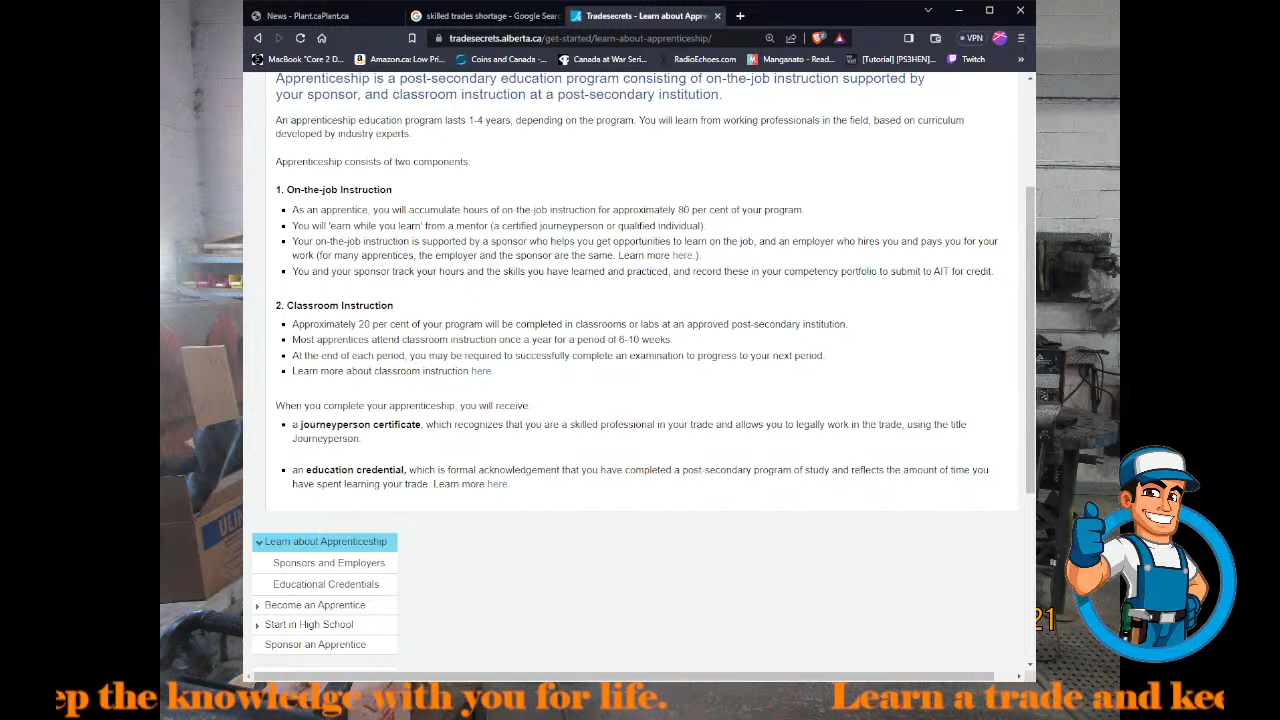 News - Plant.caPlant.ca
skilled trades shortage - Google Sear
Tradesecrets - Learn about Appre
tradesecrets.alberta.ca/get-started/learn-about-apprenticeship/
VPN
MacBook "Core 2 D...
Amazon.ca: Low Pri...
Coins and Canada -...
Canada at War Seri...
RadioEchoes.com
Manganato - Read...
[Tutorial] [PS3HEN]...
Twitch
»
Apprenticeship is a post-secondary education program consisting of on-the-job instruction supported by
your sponsor, and classroom instruction at a post-secondary institution.
An apprenticeship education program lasts 1-4 years, depending on the program. You will learn from working professionals in the field, based on curriculum
developed by industry experts.
Apprenticeship consists of two components:
1. On-the-job Instruction
As an apprentice, you will accumulate hours of on-the-job instruction for approximately 80 per cent of your program.
You will 'earn while you learn' from a mentor (a certified journeyperson or qualified individual).
Your on-the-job instruction is supported by a sponsor who helps you get opportunities to learn on the job, and an employer who hires you and pays you for your
work (for many apprentices, the employer and the sponsor are the same. Learn more here.).
You and your sponsor track your hours and the skills you have learned and practiced, and record these in your competency portfolio to submit to AIT for credit.
2. Classroom Instruction
Approximately 20 per cent of your program will be completed in classrooms or labs at an approved post-secondary institution.
Most apprentices attend classroom instruction once a year for a period of 6-10 weeks.
At the end of each period, you may be required to successfully complete an examination to progress to your next period.
Learn more about classroom instruction here.
When you complete your apprenticeship, you will receive:
a journeyperson certificate, which recognizes that you are a skilled professional in your trade and allows you to legally work in the trade, using the title
Journeyperson.
an education credential, which is formal acknowledgement that you have completed a post-secondary program of study and reflects the amount of time you
have spent learning your trade. Learn more here.
Learn about Apprenticeship
Sponsors and Employers
Educational Credentials
Become an Apprentice
Start in High School
Sponsor an Apprentice
ULIN
21
ep the knowledge with you for life. Learn a trade and kee